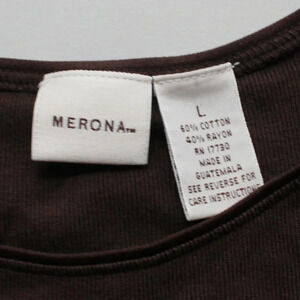 MERONA™
L
60% COTTON
40% RAYON
RN 17730
MADE IN
GUATEMALA
SEE REVERSE FOR
CARE INSTRUCTIONS